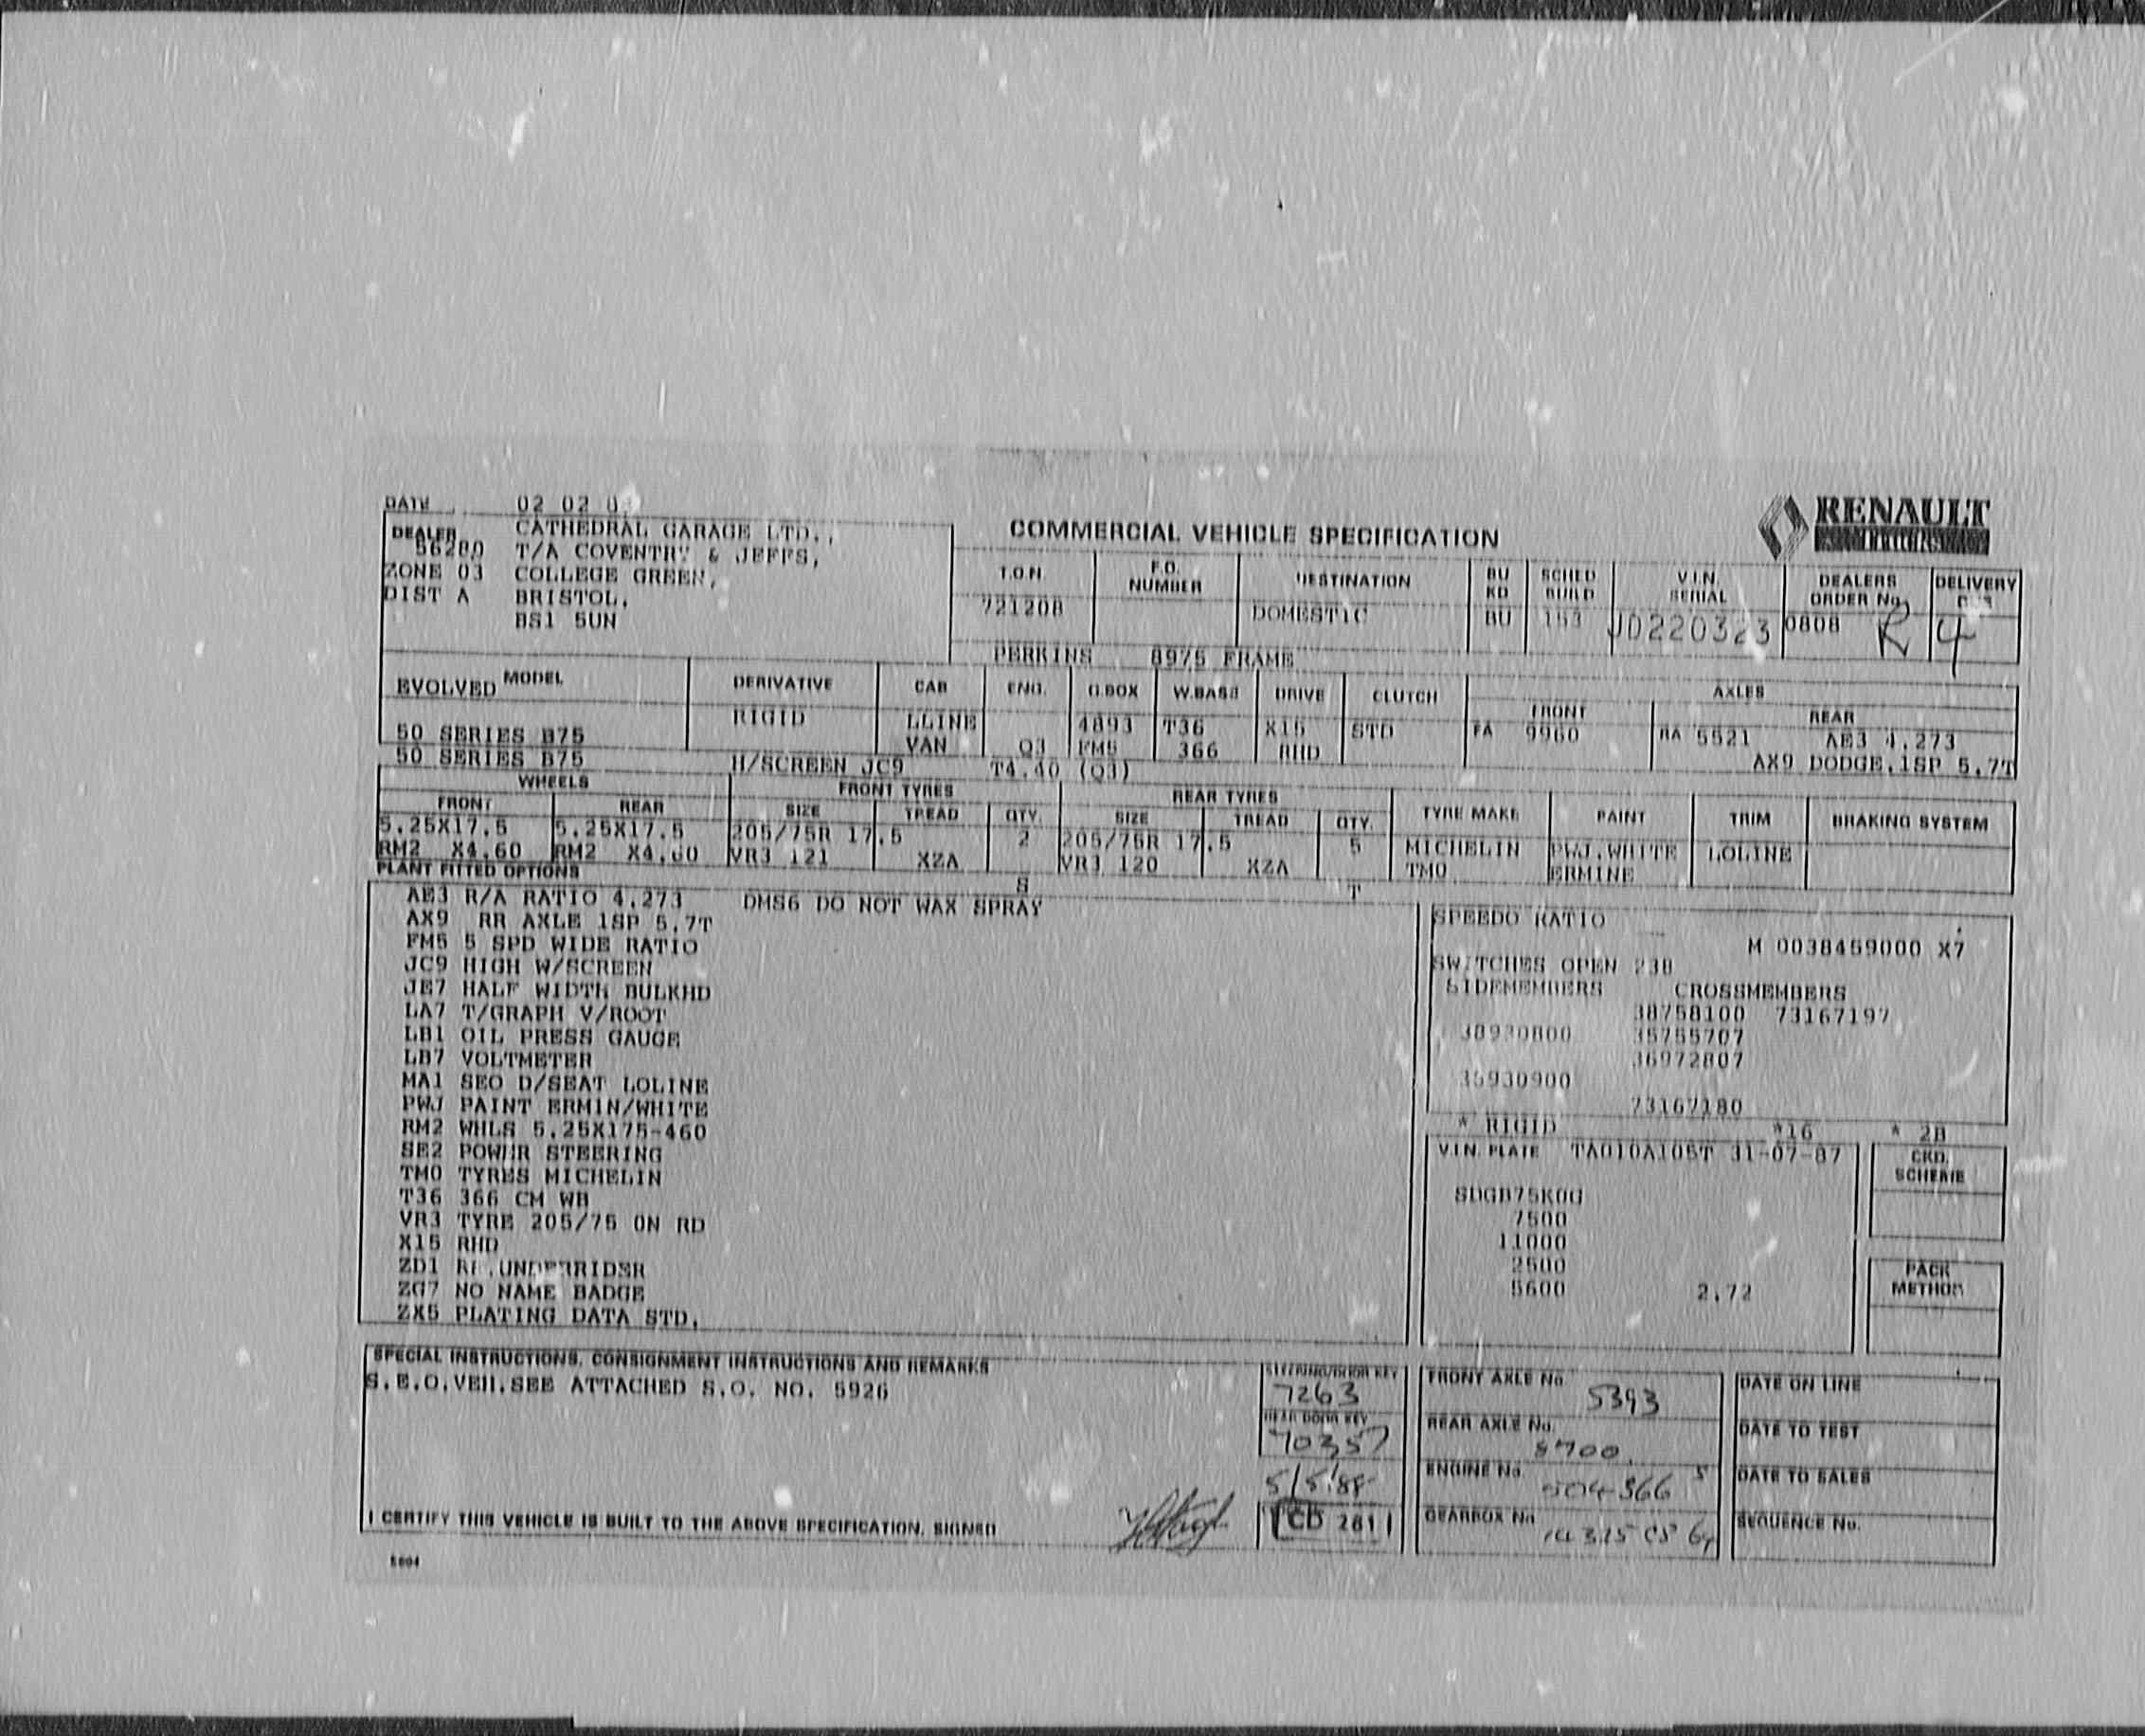 DATE 02 02
DEALER CATHEDRAL GARAGE LTD.,
56280 T/A COVENTRY & JEFFS,
ZONE 03 COLLEGE GREEN,
DIST A BRISTOL,
BS1 5UN
COMMERCIAL VEHICLE SPECIFICATION
RENAULT
T.O.N F.O. NUMBER DESTINATION BU KD SCHED BUILD V.I.N. SERIAL DEALERS ORDER No DELIVERY
721208 DOMESTIC BU 153 JD220323 0808 R 4
PERKINS 8975 FRAME
MODEL DERIVATIVE CAB ENG. G.BOX W.BASE DRIVE CLUTCH AXLES
EVOLVED FRONT REAR
RIGID LLINE 4893 T36 X15 STD FA 9960 RA 5521 AE3 4.273
50 SERIES B75 VAN Q3 FM5 366 RHD
50 SERIES B75 H/SCREEN JC9 T4.40 (Q3) AX9 DODGE,1SP 5.7T
WHEELS FRONT TYRES REAR TYRES
FRONT REAR SIZE TREAD QTY. SIZE TREAD QTY. TYRE MAKE PAINT TRIM BRAKING SYSTEM
5.25X17.5 5.25X17.5 205/75R 17.5 2 205/75R 17.5 5 MICHELIN PWJ.WHITE LOLINE
RM2 X4.60 RM2 X4.60 VR3 121 XZA VR3 120 XZA TM0 ERMINE
PLANT FITTED OPTIONS S T
AE3 R/A RATIO 4.273 DMS6 DO NOT WAX SPRAY
AX9 RR AXLE 1SP 5.7T
FM5 5 SPD WIDE RATIO
JC9 HIGH W/SCREEN
JE7 HALF WIDTH BULKHD
LA7 T/GRAPH V/ROOT
LB1 OIL PRESS GAUGE
LB7 VOLTMETER
MA1 SEO D/SEAT LOLINE
PWJ PAINT ERMIN/WHITE
RM2 WHLS 5.25X175-460
SE2 POWER STEERING
TM0 TYRES MICHELIN
T36 366 CM WB
VR3 TYRE 205/75 ON RD
X15 RHD
ZD1 UNDERRIDER
ZG7 NO NAME BADGE
ZX5 PLATING DATA STD.
SPEEDO RATIO
M 0038459000 X7
SWITCHES OPEN 238
SIDEMEMBERS CROSSMEMBERS
38758100 73167197
38930800 35755707
36972807
35930900
73167180
* RIGID *16 * 2B
V.I.N. PLATE TA010A105T 31-07-87
CKD. SCHEME
SDGB75K0G
7500
11000
2500
5600 2.72
PACK METHOD
SPECIAL INSTRUCTIONS, CONSIGNMENT INSTRUCTIONS AND REMARKS
S.E.O.VEH.SEE ATTACHED S.O. NO. 5926
STEERING/DOOR KEY
7263
REAR DOOR KEY
70357
5/5/88
CD 261
FRONT AXLE No. 5393
REAR AXLE No. 8700
ENGINE No.
GEARBOX No
DATE ON LINE
DATE TO TEST
DATE TO SALES
SEQUENCE No.
I CERTIFY THIS VEHICLE IS BUILT TO THE ABOVE SPECIFICATION. SIGNED